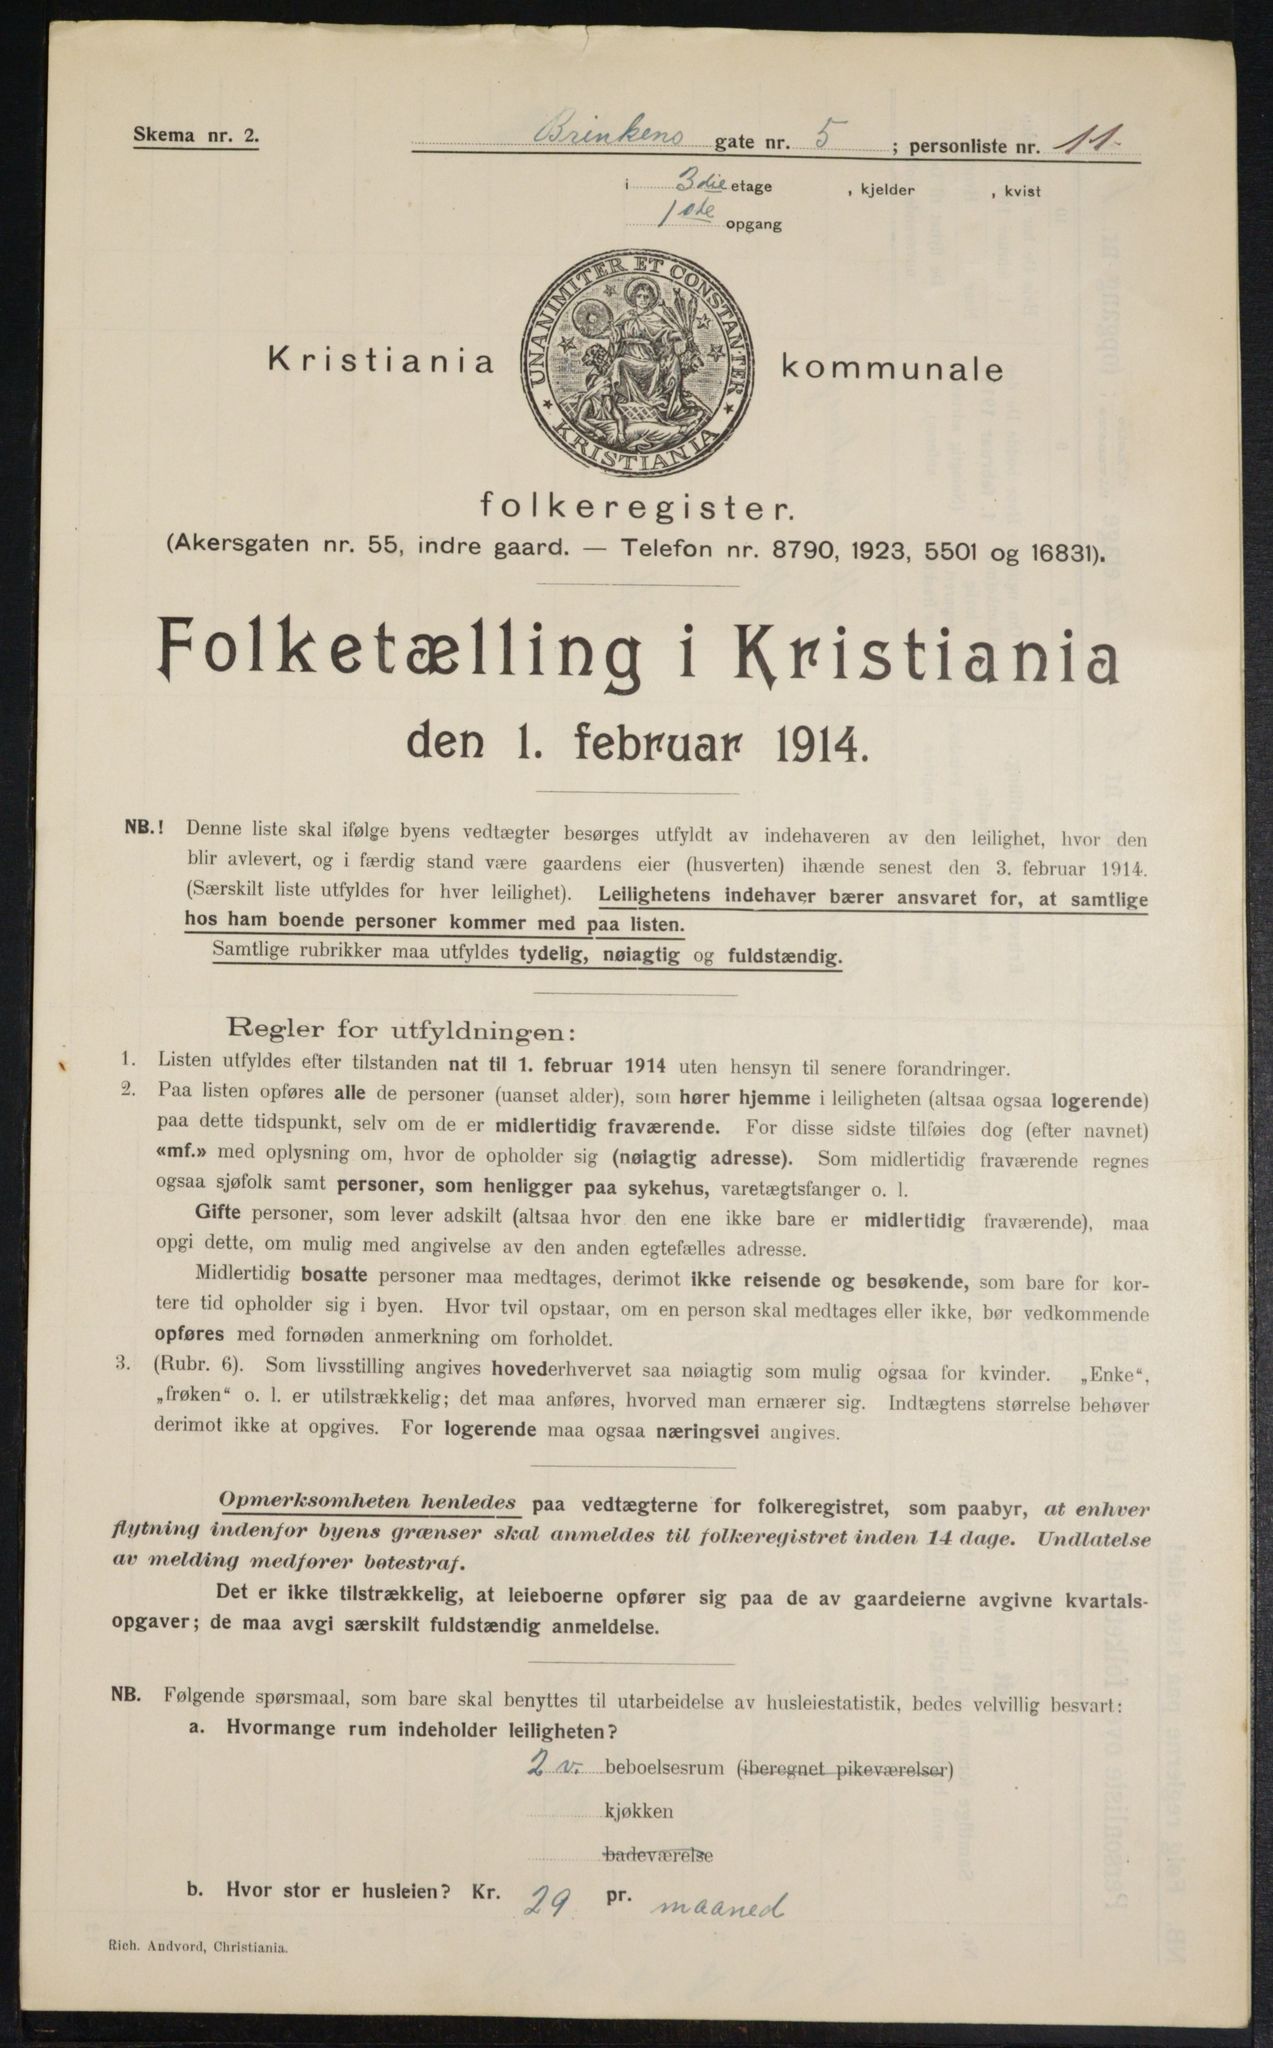 Skema nr. 2.
Brinkens gate nr. 5 ; personliste nr. 11.
i 3die etage , kjelder , kvist
1ste opgang
UNANIMITER ET CONSTANTER
KRISTIANIA
Kristiania kommunale
folkeregister.
(Akersgaten nr. 55, indre gaard. — Telefon nr. 8790, 1923, 5501 og 16831).
Folketælling i Kristiania
den 1. februar 1914.
NB.! Denne liste skal ifølge byens vedtægter besørges utfyldt av indehaveren av den leilighet, hvor den
blir avlevert, og i færdig stand være gaardens eier (husverten) ihænde senest den 3. februar 1914.
(Særskilt liste utfyldes for hver leilighet). Leilighetens indehaver bærer ansvaret for, at samtlige
hos ham boende personer kommer med paa listen.
Samtlige rubrikker maa utfyldes tydelig, nøiagtig og fuldstændig.
Regler for utfyldningen:
1. Listen utfyldes efter tilstanden nat til 1. februar 1914 uten hensyn til senere forandringer.
2. Paa listen opføres alle de personer (uanset alder), som hører hjemme i leiligheten (altsaa ogsaa logerende)
paa dette tidspunkt, selv om de er midlertidig fraværende. For disse sidste tilføies dog (efter navnet)
«mf.» med oplysning om, hvor de opholder sig (nøiagtig adresse). Som midlertidig fraværende regnes
ogsaa sjøfolk samt personer, som henligger paa sykehus, varetægtsfanger o. l.
Gifte personer, som lever adskilt (altsaa hvor den ene ikke bare er midlertidig fraværende), maa
opgi dette, om mulig med angivelse av den anden egtefælles adresse.
Midlertidig bosatte personer maa medtages, derimot ikke reisende og besøkende, som bare for kor-
tere tid opholder sig i byen. Hvor tvil opstaar, om en person skal medtages eller ikke, bør vedkommende
opføres med fornøden anmerkning om forholdet.
3. (Rubr. 6). Som livsstilling angives hovederhvervet saa nøiagtig som mulig ogsaa for kvinder. „Enke“,
„frøken“ o. l. er utilstrækkelig; det maa anføres, hvorved man ernærer sig. Indtægtens størrelse behøver
derimot ikke at opgives. For logerende maa ogsaa næringsvei angives.
Opmerksomheten henledes paa vedtægterne for folkeregistret, som paabyr, at enhver
flytning indenfor byens grænser skal anmeldes til folkeregistret inden 14 dage. Undlatelse
av melding medfører bøtestraf.
Det er ikke tilstrækkelig, at leieboerne opfører sig paa de av gaardeierne avgivne kvartals-
opgaver; de maa avgi særskilt fuldstændig anmeldelse.
NB. Følgende spørsmaal, som bare skal benyttes til utarbeidelse av husleiestatistik, bedes velvillig besvart:
a. Hvormange rum indeholder leiligheten?
2 v. beboelsesrum (iberegnet pikeværelser)
kjøkken
badeværelse
b. Hvor stor er husleien? Kr. 29 pr. maaned
Rich. Andvord, Christiania.